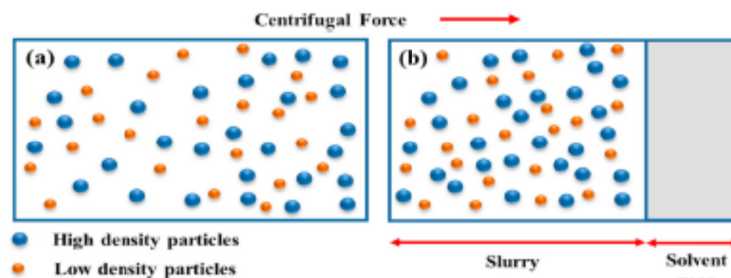 Centrifugal Force
(a)
(b)
High density particles
Low density particles
Slurry
Solvent